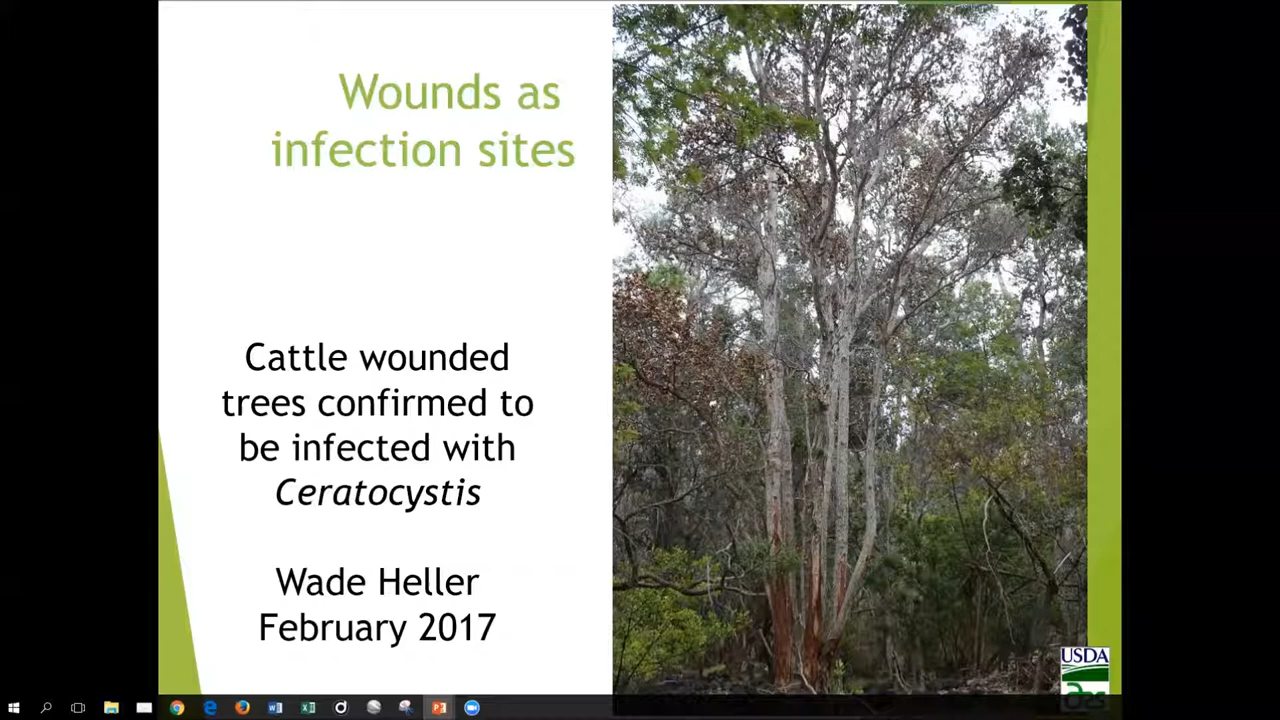 Wounds as
infection sites
Cattle wounded
trees confirmed to
be infected with
Ceratocystis
Wade Heller
February 2017
USDA